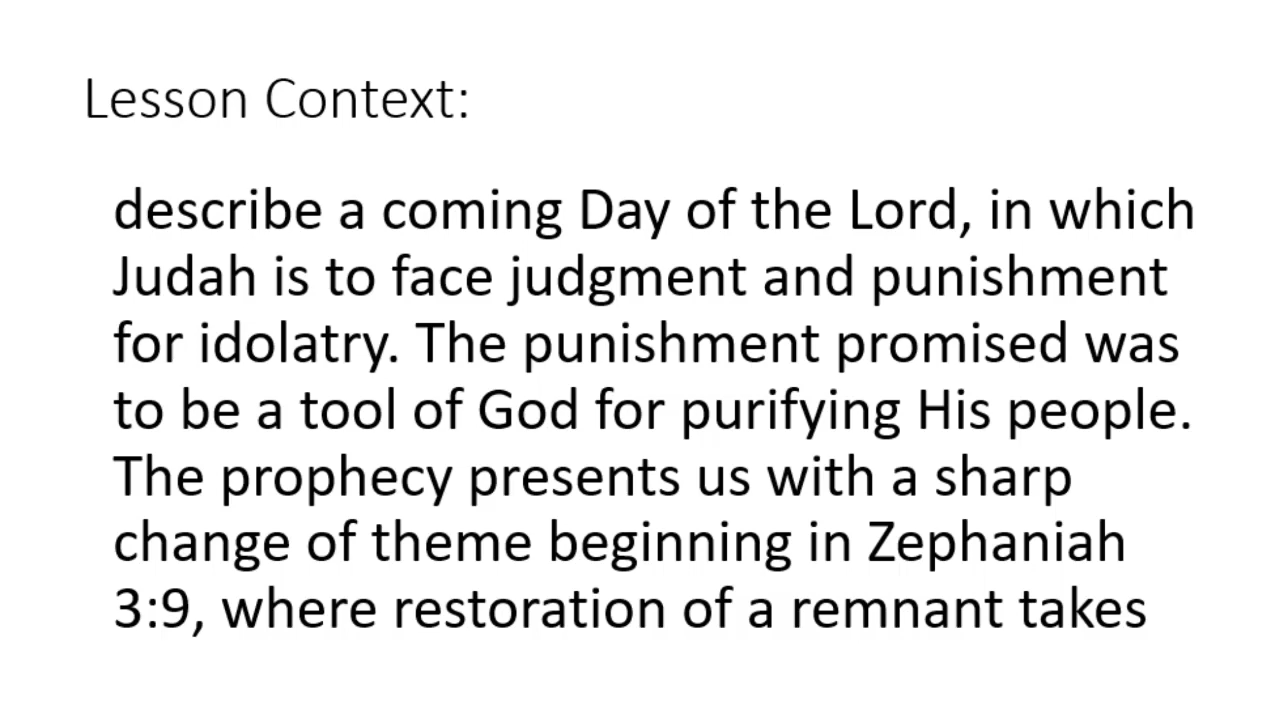 Lesson Context:
describe a coming Day of the Lord, in which
Judah is to face judgment and punishment
for idolatry. The punishment promised was
to be a tool of God for purifying His people.
The prophecy presents us with a sharp
change of theme beginning in Zephaniah
3:9, where restoration of a remnant takes